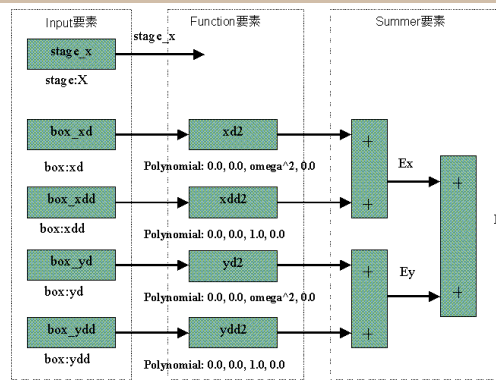 Input要素
Function要素
Summer要素
stage_x
stage_x
stage:X
box_xd
xd2
+
box:xd
Polynomial: 0.0, 0.0, omega^2, 0.0
Ex
+
box_xdd
xdd2
+
box:xdd
Polynomial: 0.0, 0.0, 1.0, 0.0
box_yd
yd2
+
box:yd
Ey
Polynomial: 0.0, 0.0, omega^2, 0.0
+
box_ydd
ydd2
+
box:ydd
Polynomial: 0.0, 0.0, 1.0, 0.0